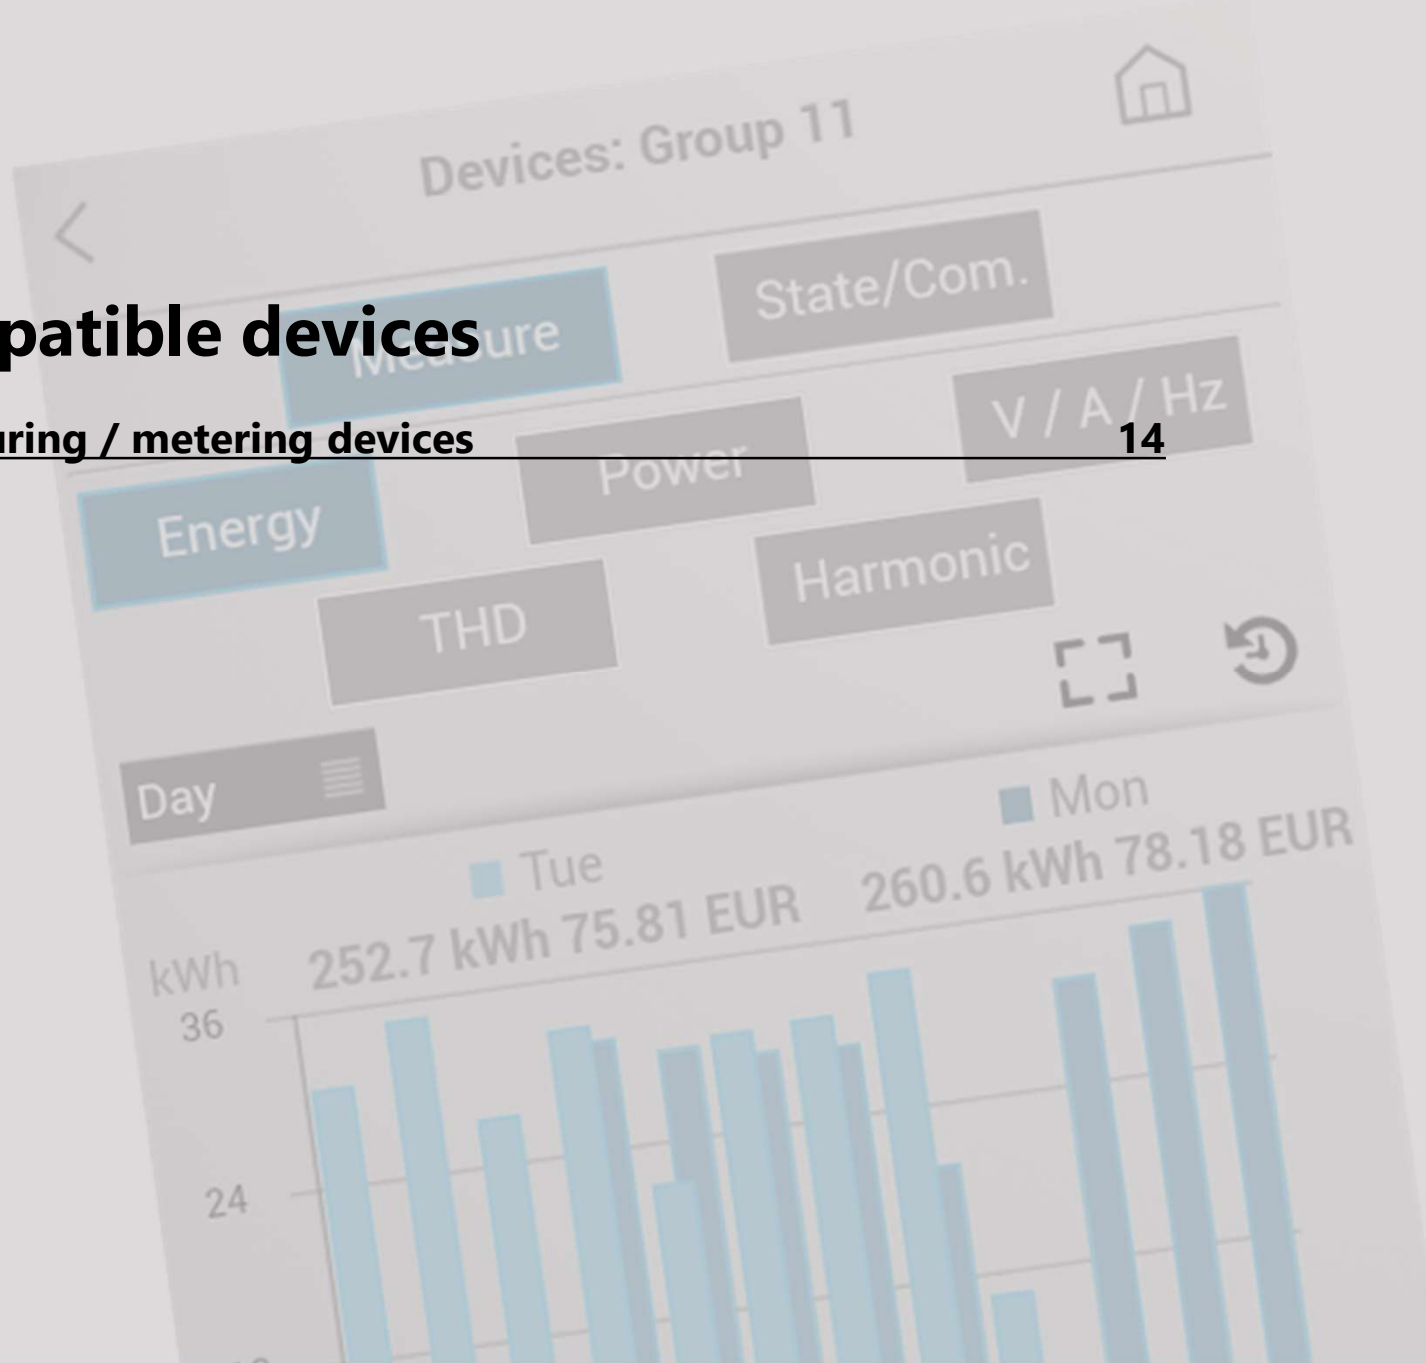 Devices: Group 11
State/Com.
patible devices
Measure
V / A / Hz
uring / metering devices 14
Power
Energy
Harmonic
THD
Day
Mon
Tue
260.6 kWh 78.18 EUR
252.7 kWh 75.81 EUR
kWh
36
24